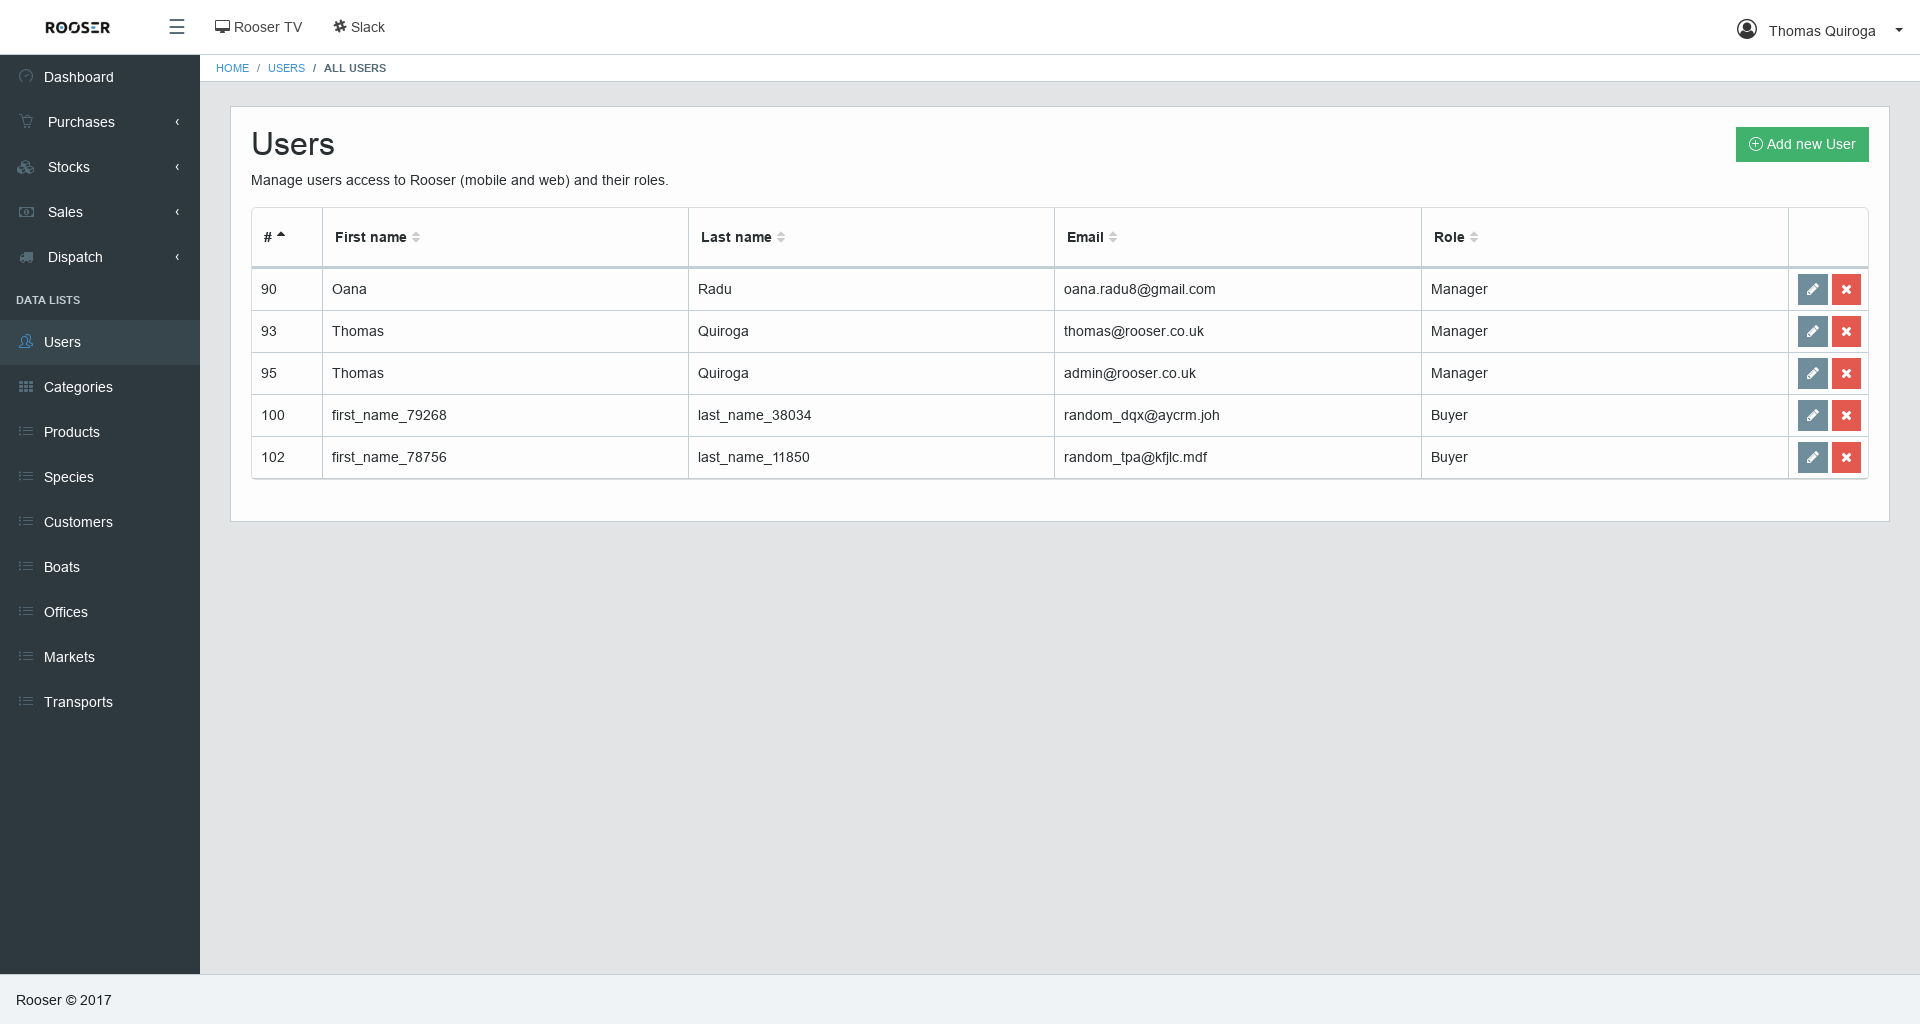 ROOSER
Rooser TV
Slack
Thomas Quiroga
HOME / USERS / ALL USERS
Dashboard
Purchases
Stocks
Sales
Dispatch
DATA LISTS
Users
Categories
Products
Species
Customers
Boats
Offices
Markets
Transports
Users
Add new User
Manage users access to Rooser (mobile and web) and their roles.
# First name Last name Email Role
90 Oana Radu oana.radu8@gmail.com Manager
93 Thomas Quiroga thomas@rooser.co.uk Manager
95 Thomas Quiroga admin@rooser.co.uk Manager
100 first_name_79268 last_name_38034 random_dqx@aycrm.joh Buyer
102 first_name_78756 last_name_11850 random_tpa@kfjlc.mdf Buyer
Rooser © 2017